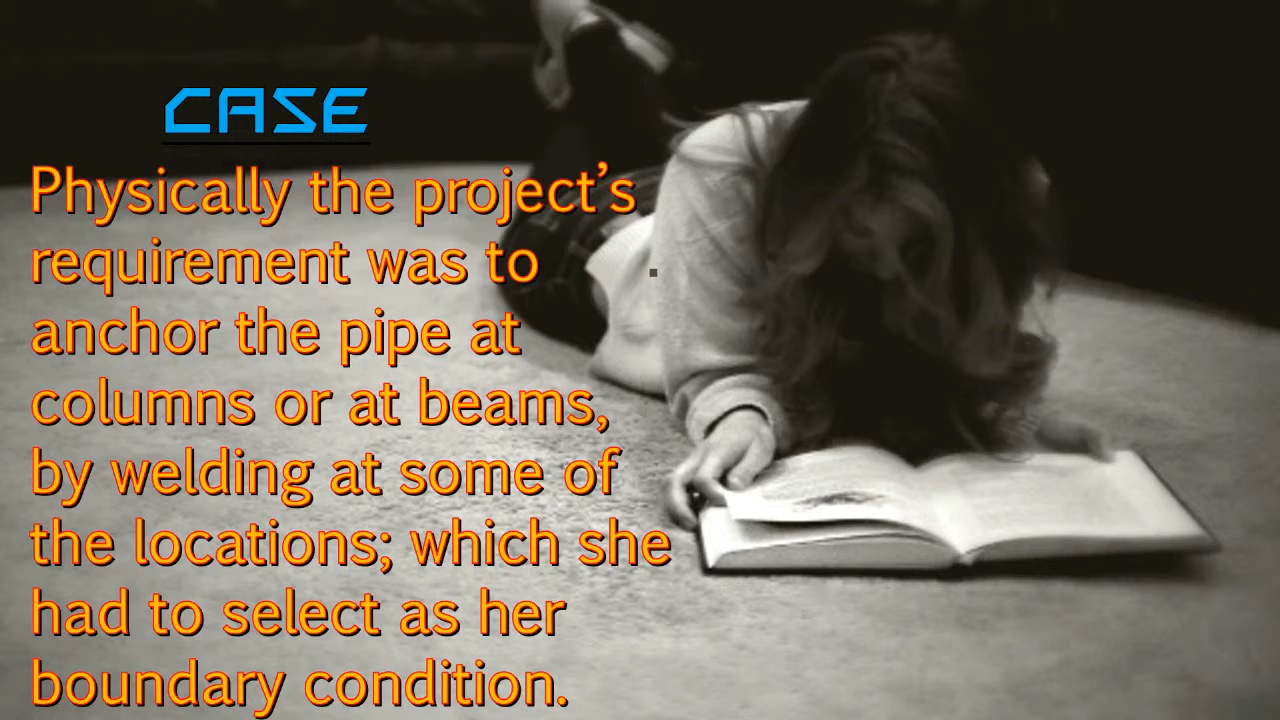 CASE
Physically the project’s
requirement was to
anchor the pipe at
columns or at beams,
by welding at some of
the locations; which she
had to select as her
boundary condition.